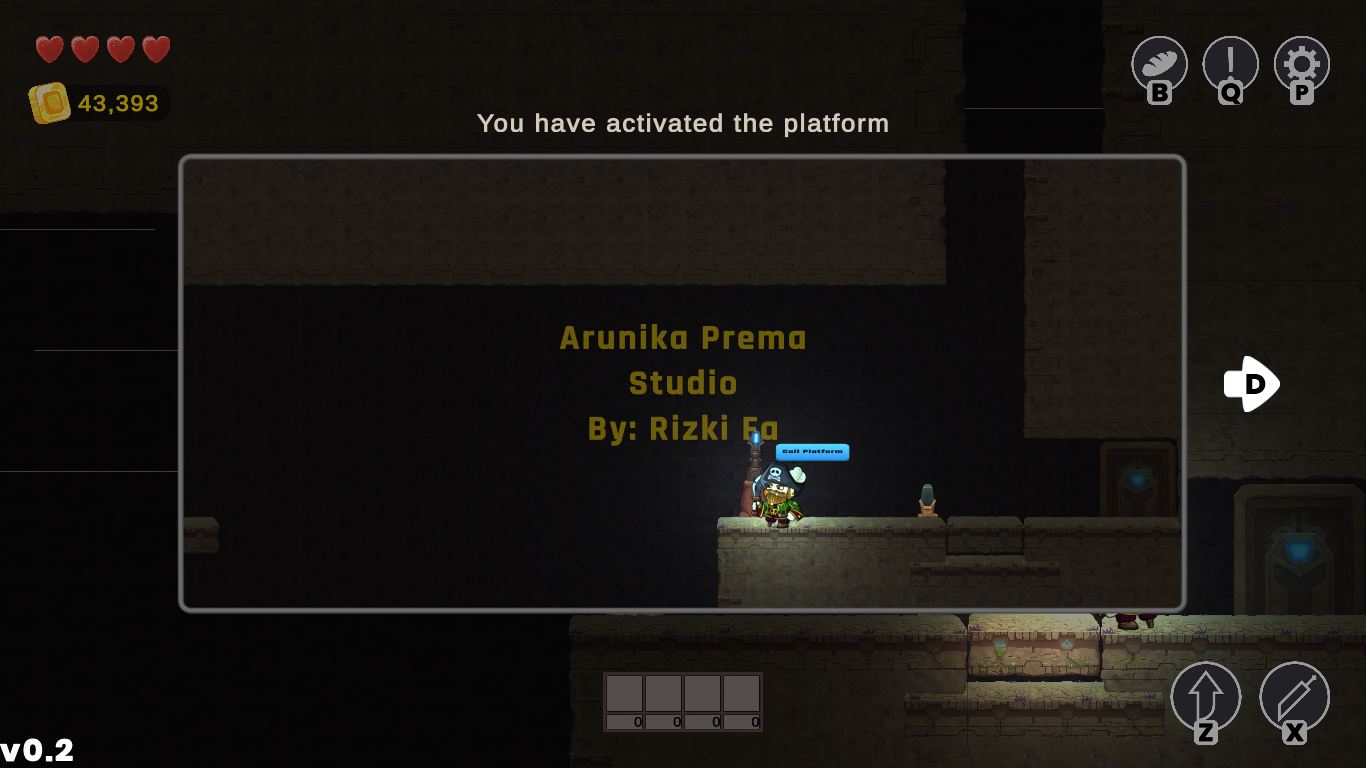 43,393
B
Q
P
You have activated the platform
Arunika Prema
Studio
By: Rizki Fa
Call Platform
D
0 0 0 0
Z
X
v0.2